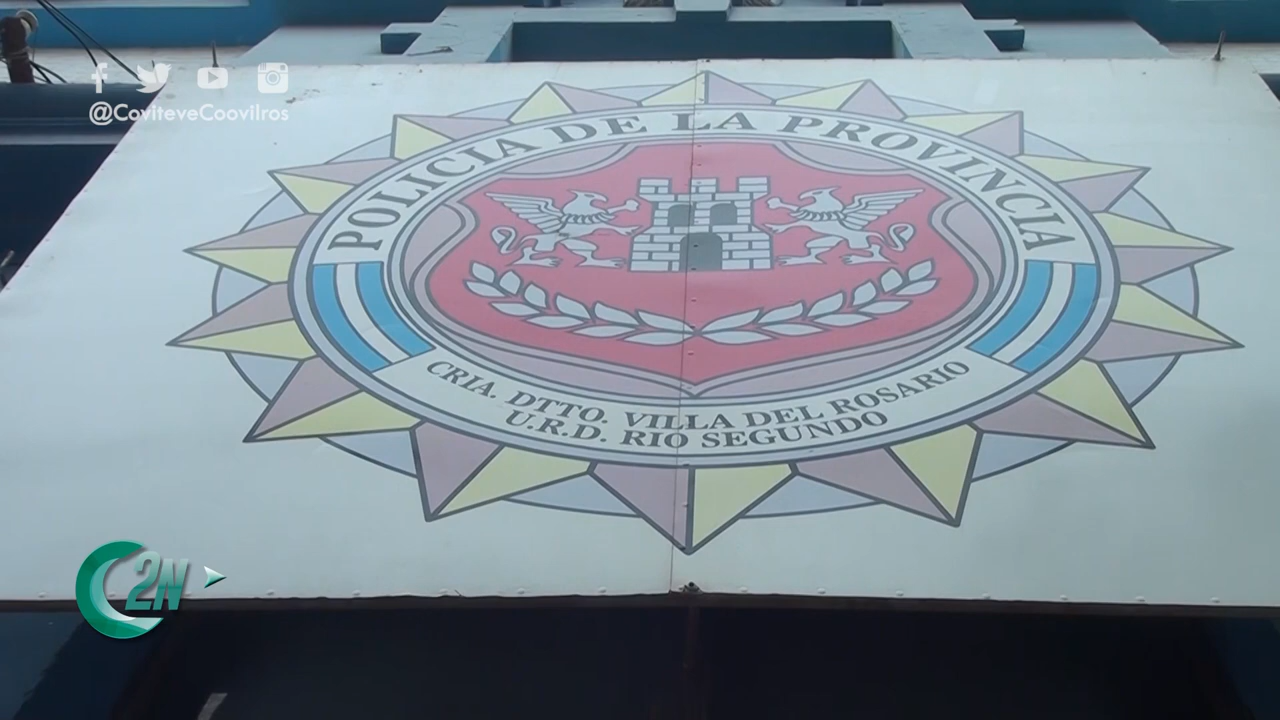 @CoviteveCoovilros
POLICIA DE LA PROVINCIA
CRIA. DTTO. VILLA DEL ROSARIO
U.R.D. RIO SEGUNDO
2N